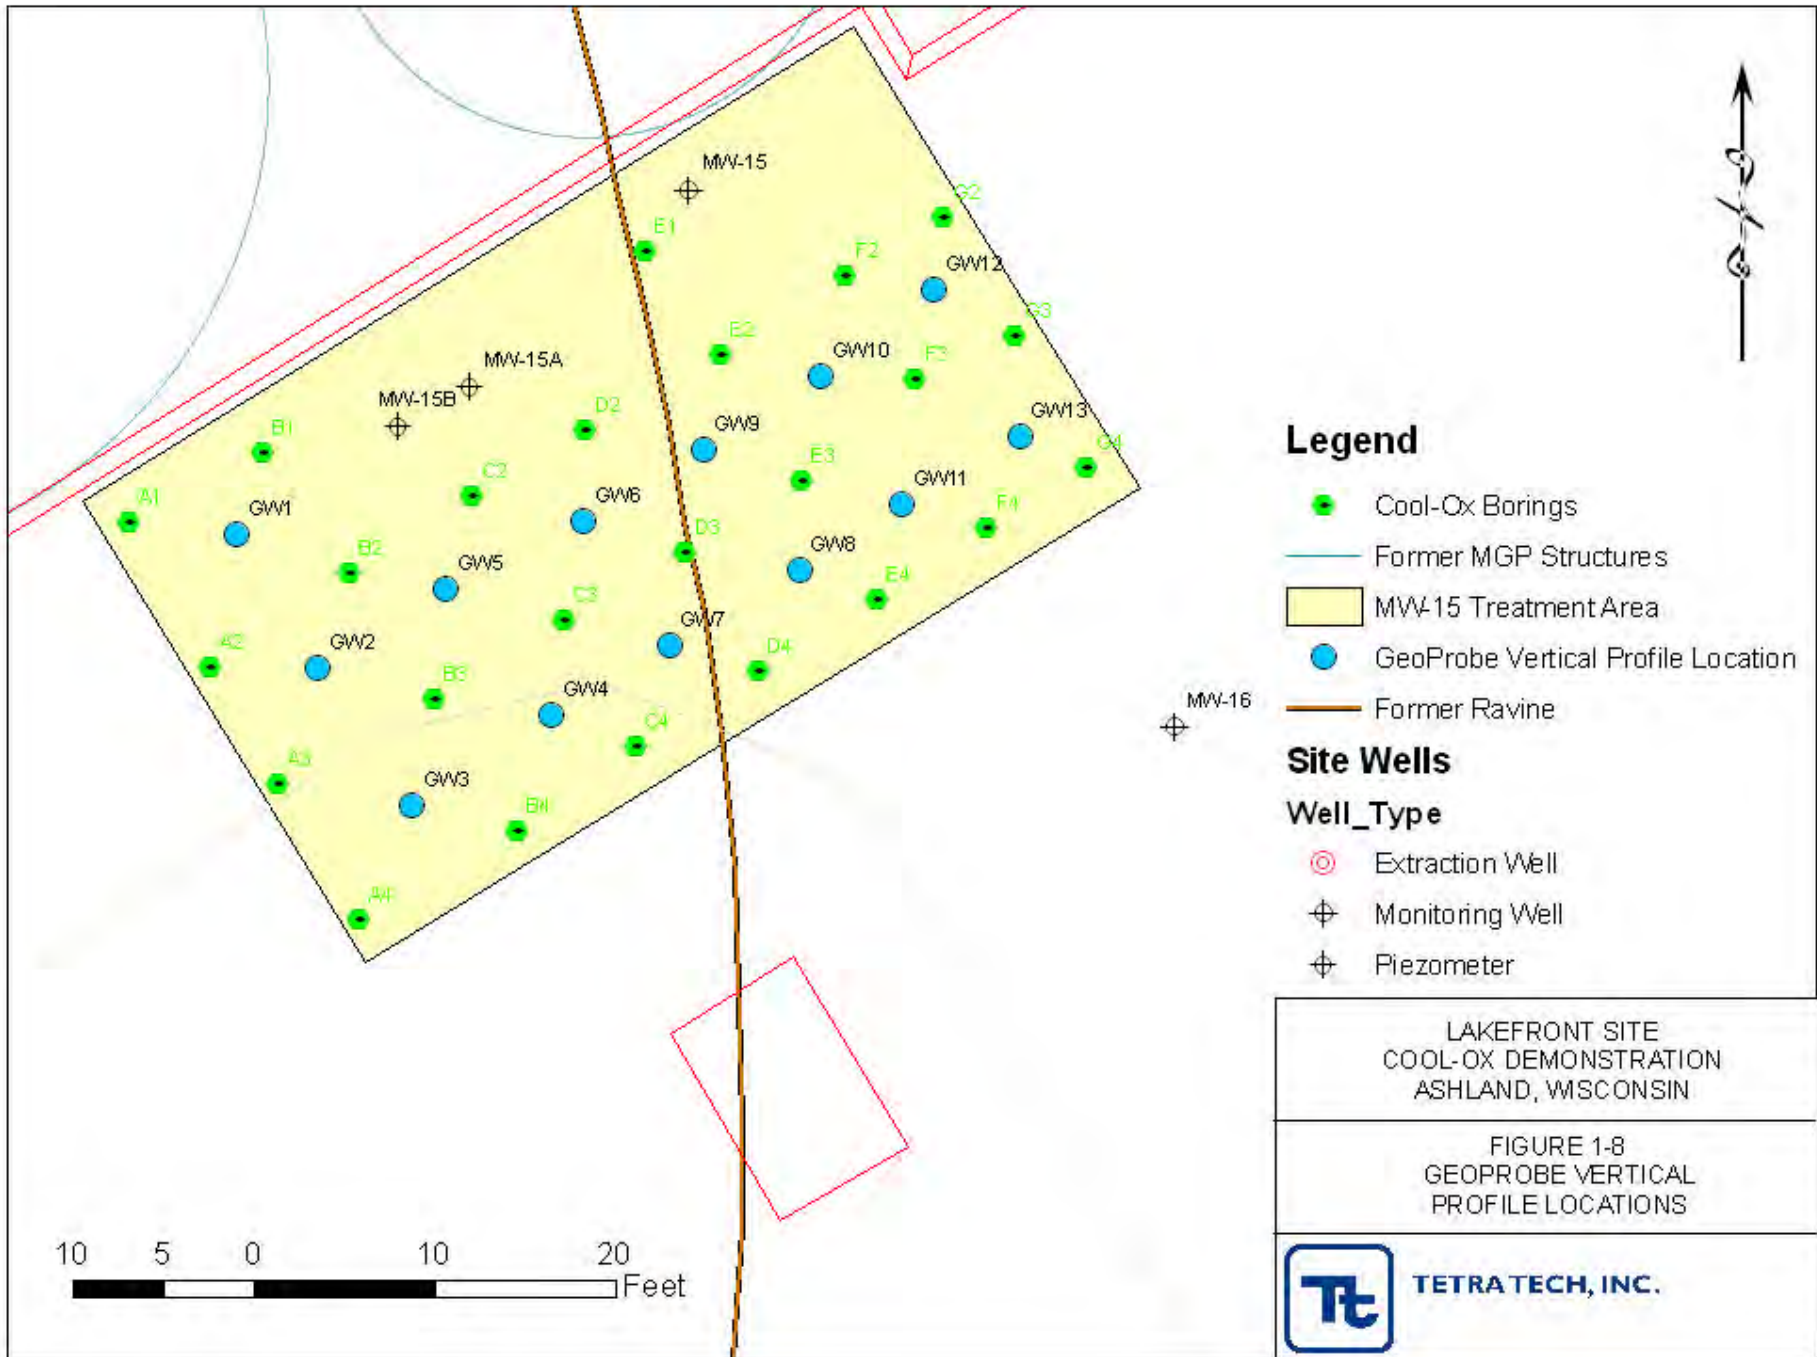 MW-15
G2
E1
F2
GW12
G3
E2
GW10
F3
MW-15A
MW-15B
D2
GW9
GW13
B1
G4
E3
C2
GW6
GW11
A1
GW1
F4
D3
B2
GW5
GW8
E4
C3
GW7
A2
GW2
D4
B3
GW4
MW-16
C4
A3
GW3
B4
A4
Legend
Cool-Ox Borings
Former MGP Structures
MW-15 Treatment Area
GeoProbe Vertical Profile Location
Former Ravine
Site Wells
Well_Type
Extraction Well
Monitoring Well
Piezometer
10 5 0 10 20
Feet
LAKEFRONT SITE
COOL-OX DEMONSTRATION
ASHLAND, WISCONSIN
FIGURE 1-8
GEOPROBE VERTICAL
PROFILE LOCATIONS
Tt TETRA TECH, INC.